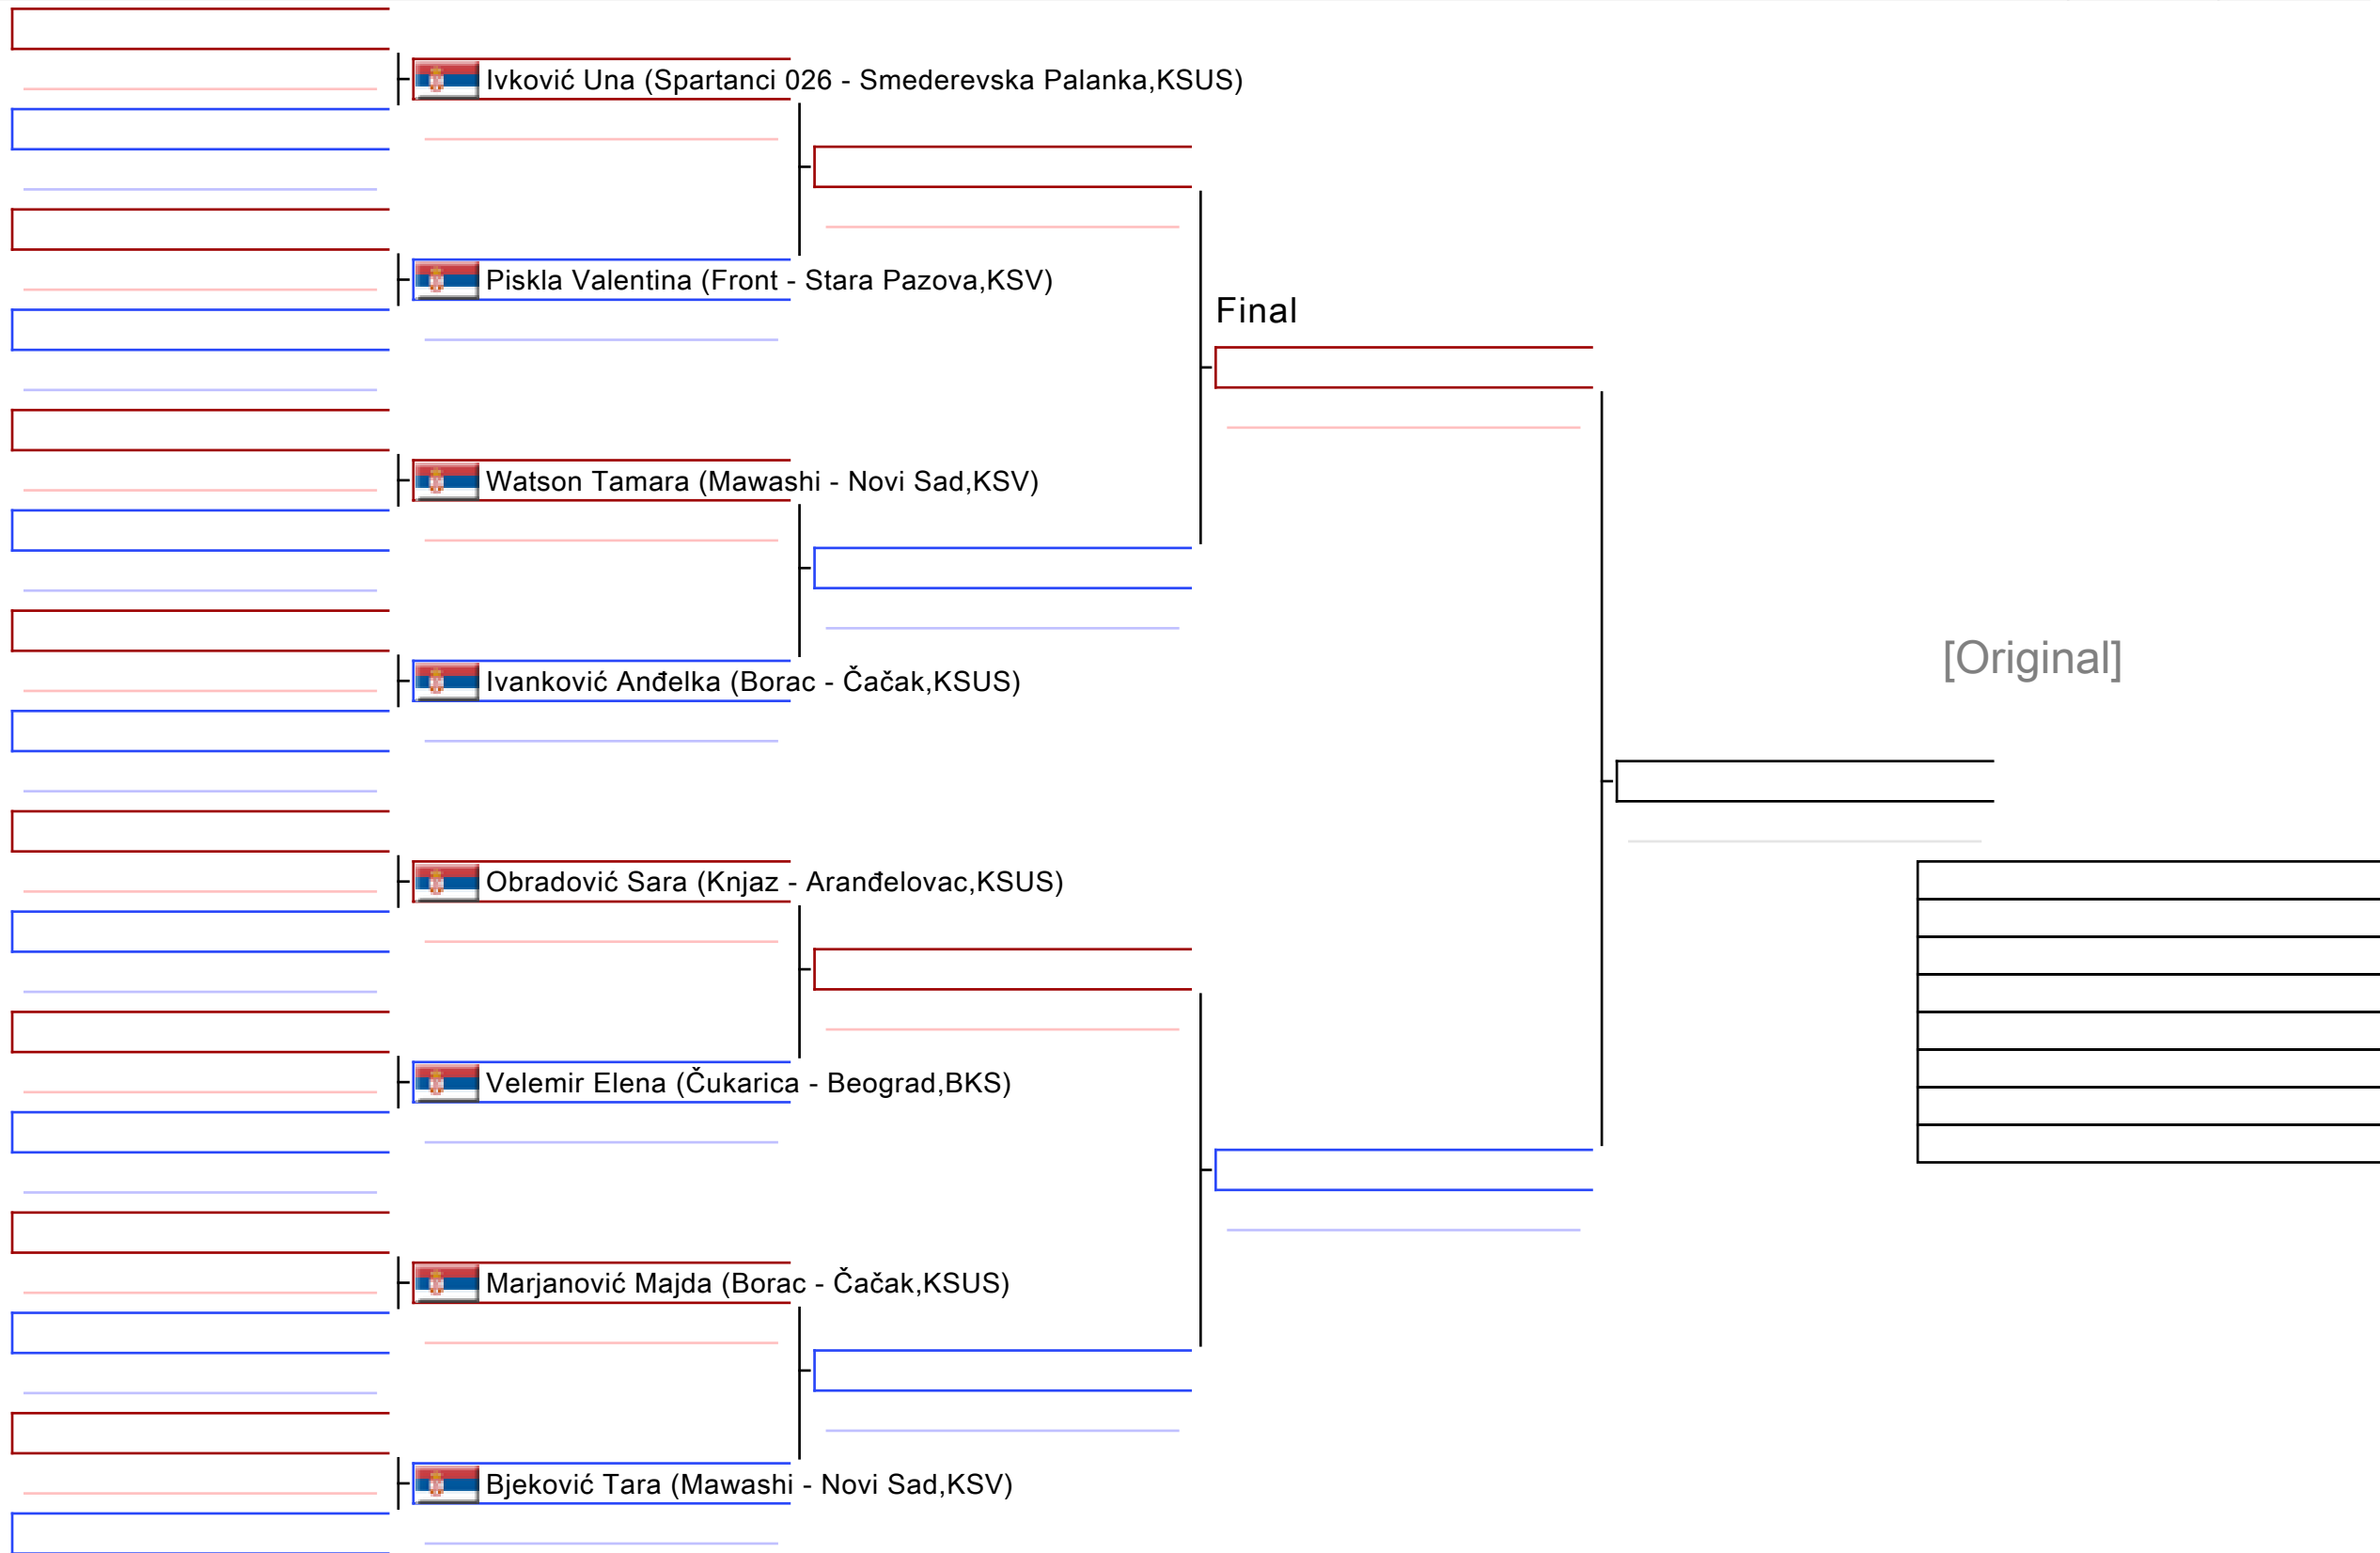 Ivković Una (Spartanci 026 - Smederevska Palanka,KSUS)
Piskla Valentina (Front - Stara Pazova,KSV)
Final
Watson Tamara (Mawashi - Novi Sad,KSV)
Ivanković Anđelka (Borac - Čačak,KSUS)
[Original]
Obradović Sara (Knjaz - Aranđelovac,KSUS)
Velemir Elena (Čukarica - Beograd,BKS)
Marjanović Majda (Borac - Čačak,KSUS)
Bjeković Tara (Mawashi - Novi Sad,KSV)